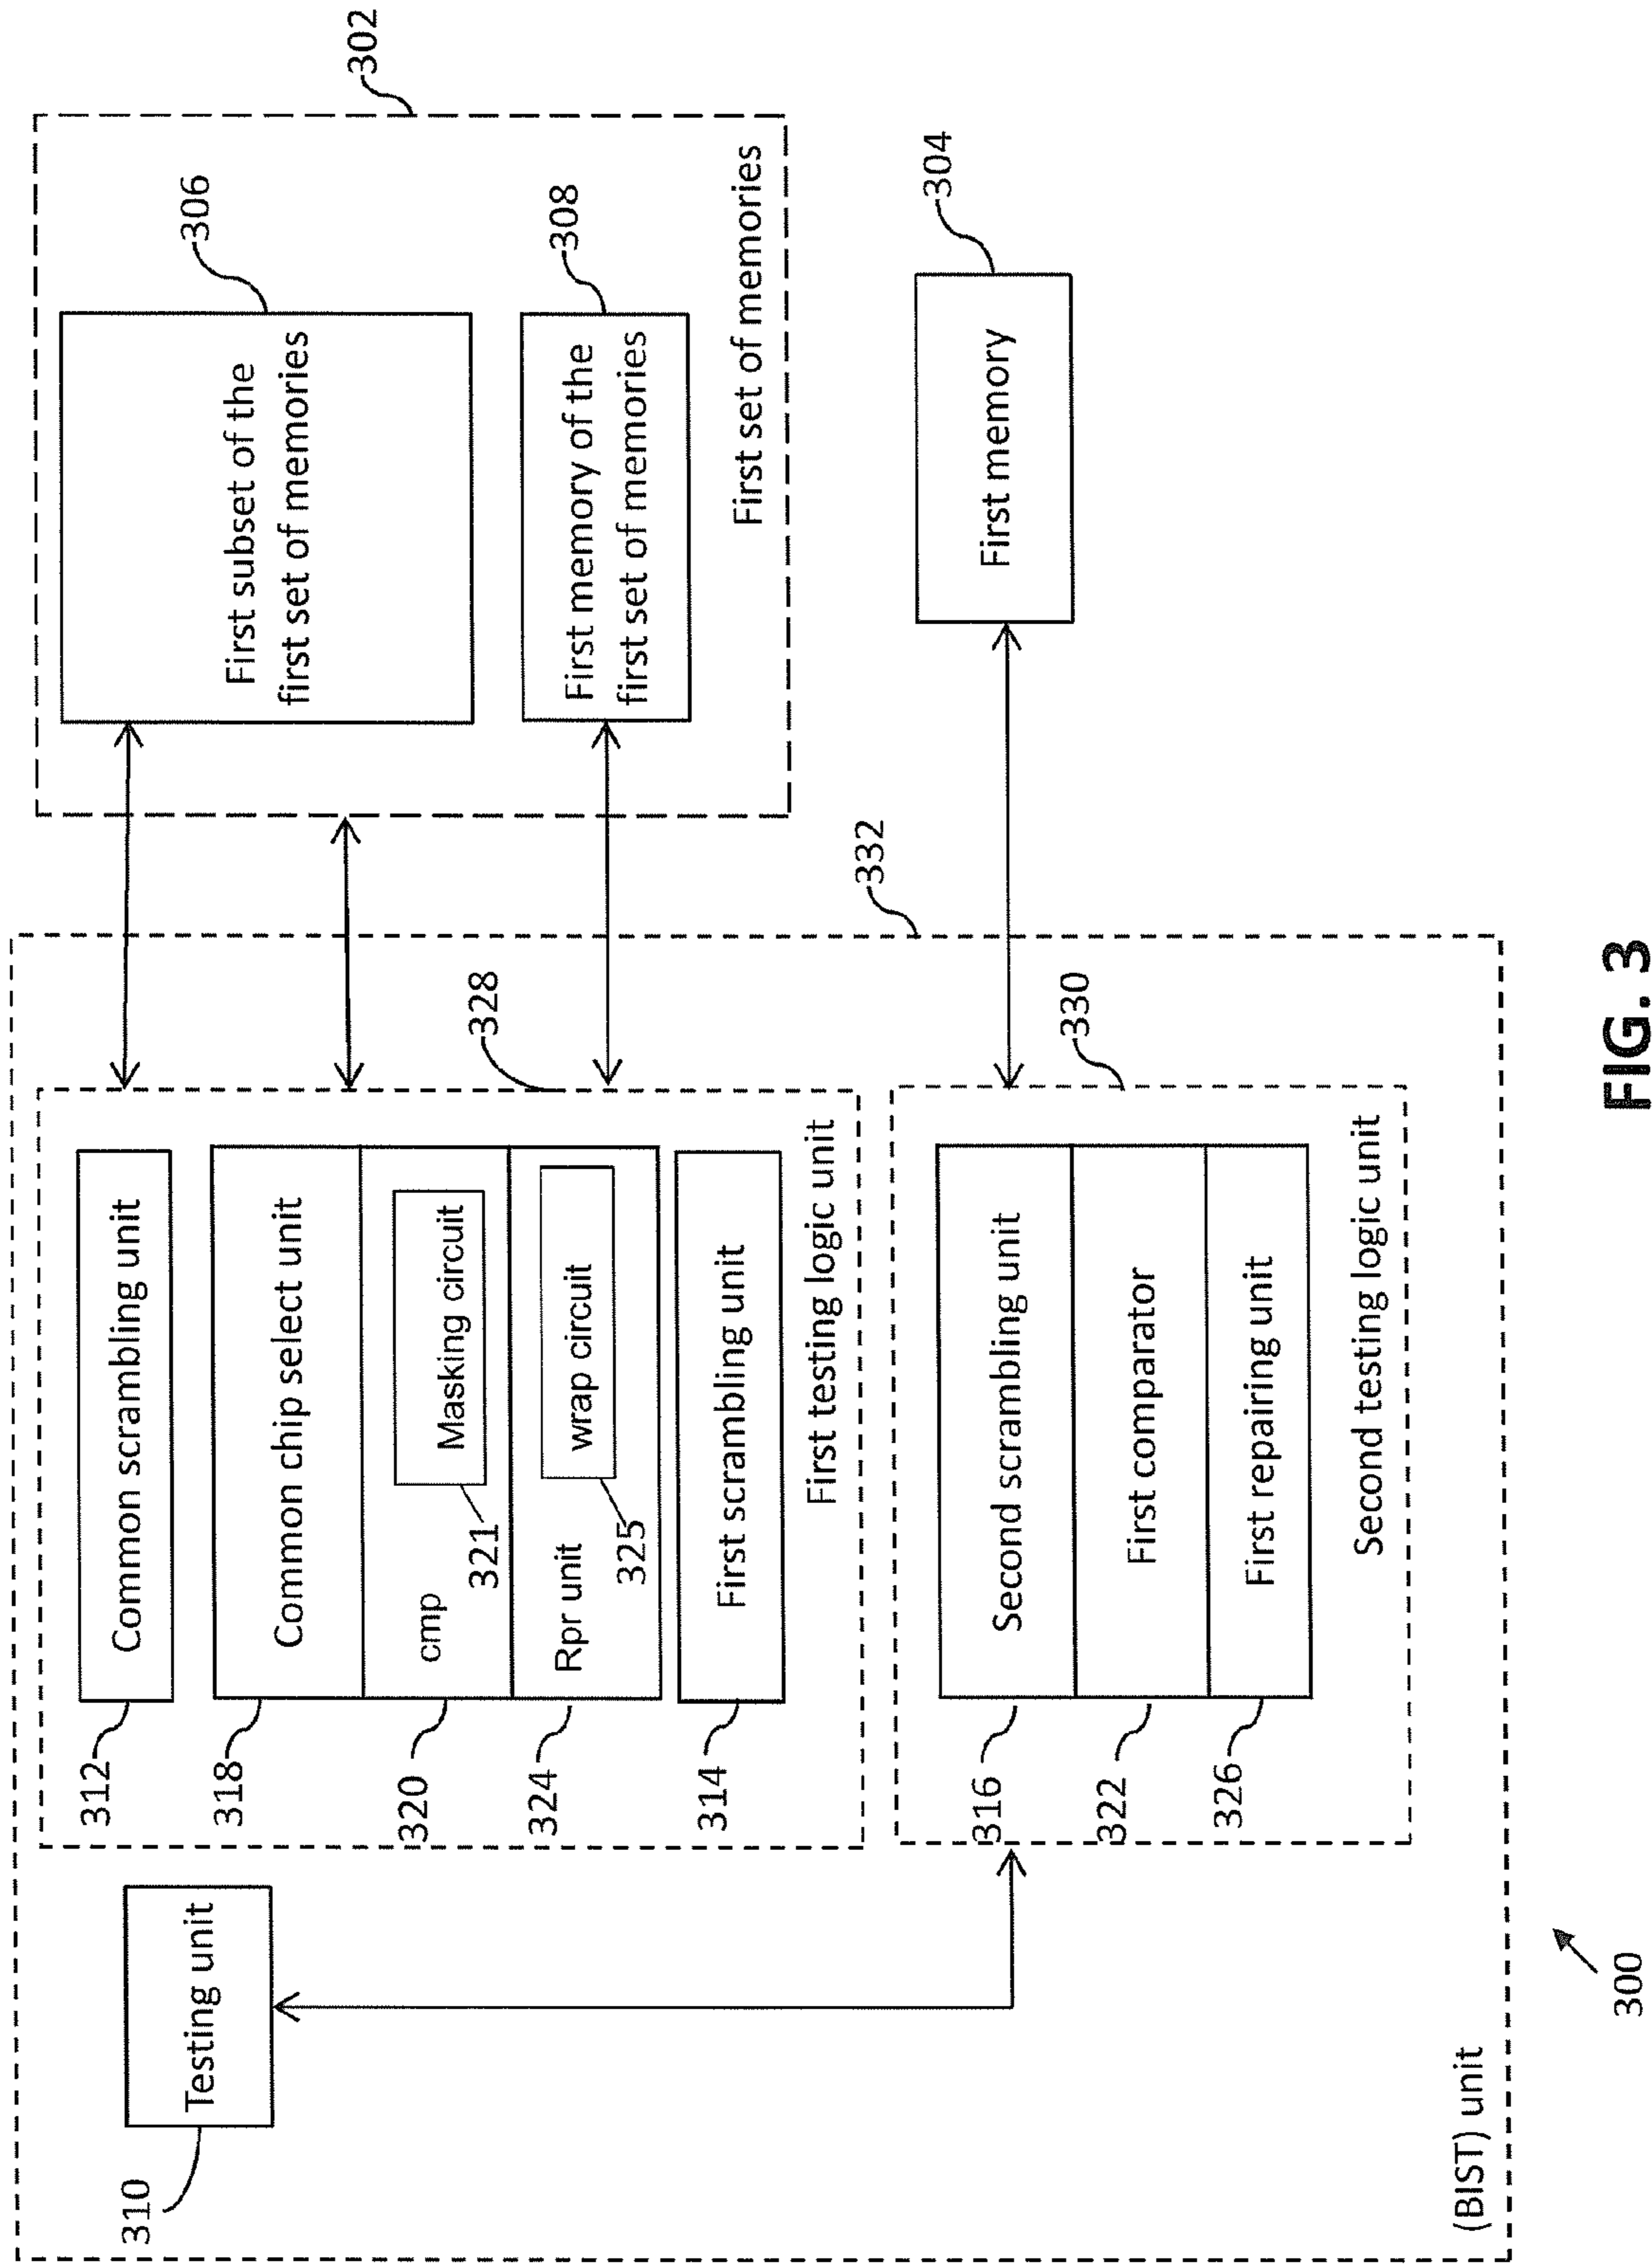 310
Testing unit
(BIST) unit
300
312
Common scrambling unit
318
Common chip select unit
320
cmp
Masking circuit
321
324
Rpr unit
wrap circuit
325
314
First scrambling unit
First testing logic unit
328
316
Second scrambling unit
322
First comparator
326
First repairing unit
Second testing logic unit
330
332
First subset of the
first set of memories
306
First memory of the
first set of memories
308
First set of memories
302
First memory
304
FIG. 3